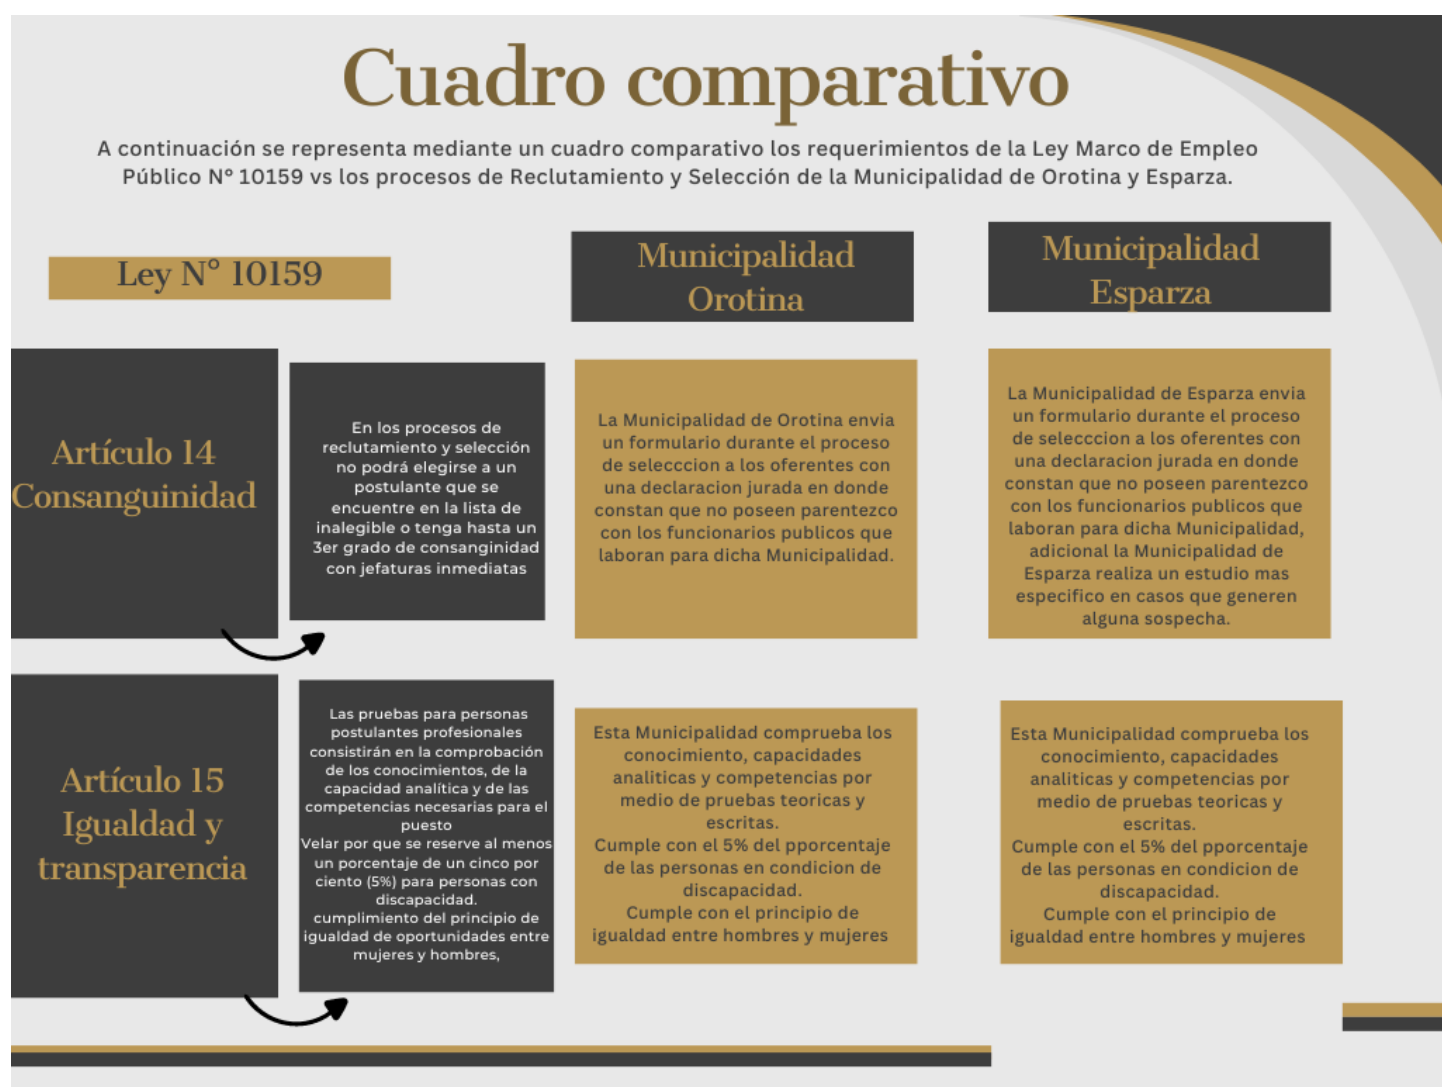 Cuadro comparativo
A continuación se representa mediante un cuadro comparativo los requerimientos de la Ley Marco de Empleo
Público N° 10159 vs los procesos de Reclutamiento y Selección de la Municipalidad de Orotina y Esparza.
Ley N° 10159
Municipalidad
Orotina
Municipalidad
Esparza
Artículo 14
Consanguinidad
En los procesos de
reclutamiento y selección
no podrá elegirse a un
postulante que se
encuentre en la lista de
inalegible o tenga hasta un
3er grado de consanginidad
con jefaturas inmediatas
La Municipalidad de Orotina envia
un formulario durante el proceso
de selecccion a los oferentes con
una declaracion jurada en donde
constan que no poseen parentezco
con los funcionarios publicos que
laboran para dicha Municipalidad.
La Municipalidad de Esparza envia
un formulario durante el proceso
de selecccion a los oferentes con
una declaracion jurada en donde
constan que no poseen parentezco
con los funcionarios publicos que
laboran para dicha Municipalidad,
adicional la Municipalidad de
Esparza realiza un estudio mas
especifico en casos que generen
alguna sospecha.
Artículo 15
Igualdad y
transparencia
Las pruebas para personas
postulantes profesionales
consistirán en la comprobación
de los conocimientos, de la
capacidad analítica y de las
competencias necesarias para el
puesto
Velar por que se reserve al menos
un porcentaje de un cinco por
ciento (5%) para personas con
discapacidad.
cumplimiento del principio de
igualdad de oportunidades entre
mujeres y hombres,
Esta Municipalidad comprueba los
conocimiento, capacidades
analiticas y competencias por
medio de pruebas teoricas y
escritas.
Cumple con el 5% del pporcentaje
de las personas en condicion de
discapacidad.
Cumple con el principio de
igualdad entre hombres y mujeres
Esta Municipalidad comprueba los
conocimiento, capacidades
analiticas y competencias por
medio de pruebas teoricas y
escritas.
Cumple con el 5% del pporcentaje
de las personas en condicion de
discapacidad.
Cumple con el principio de
igualdad entre hombres y mujeres